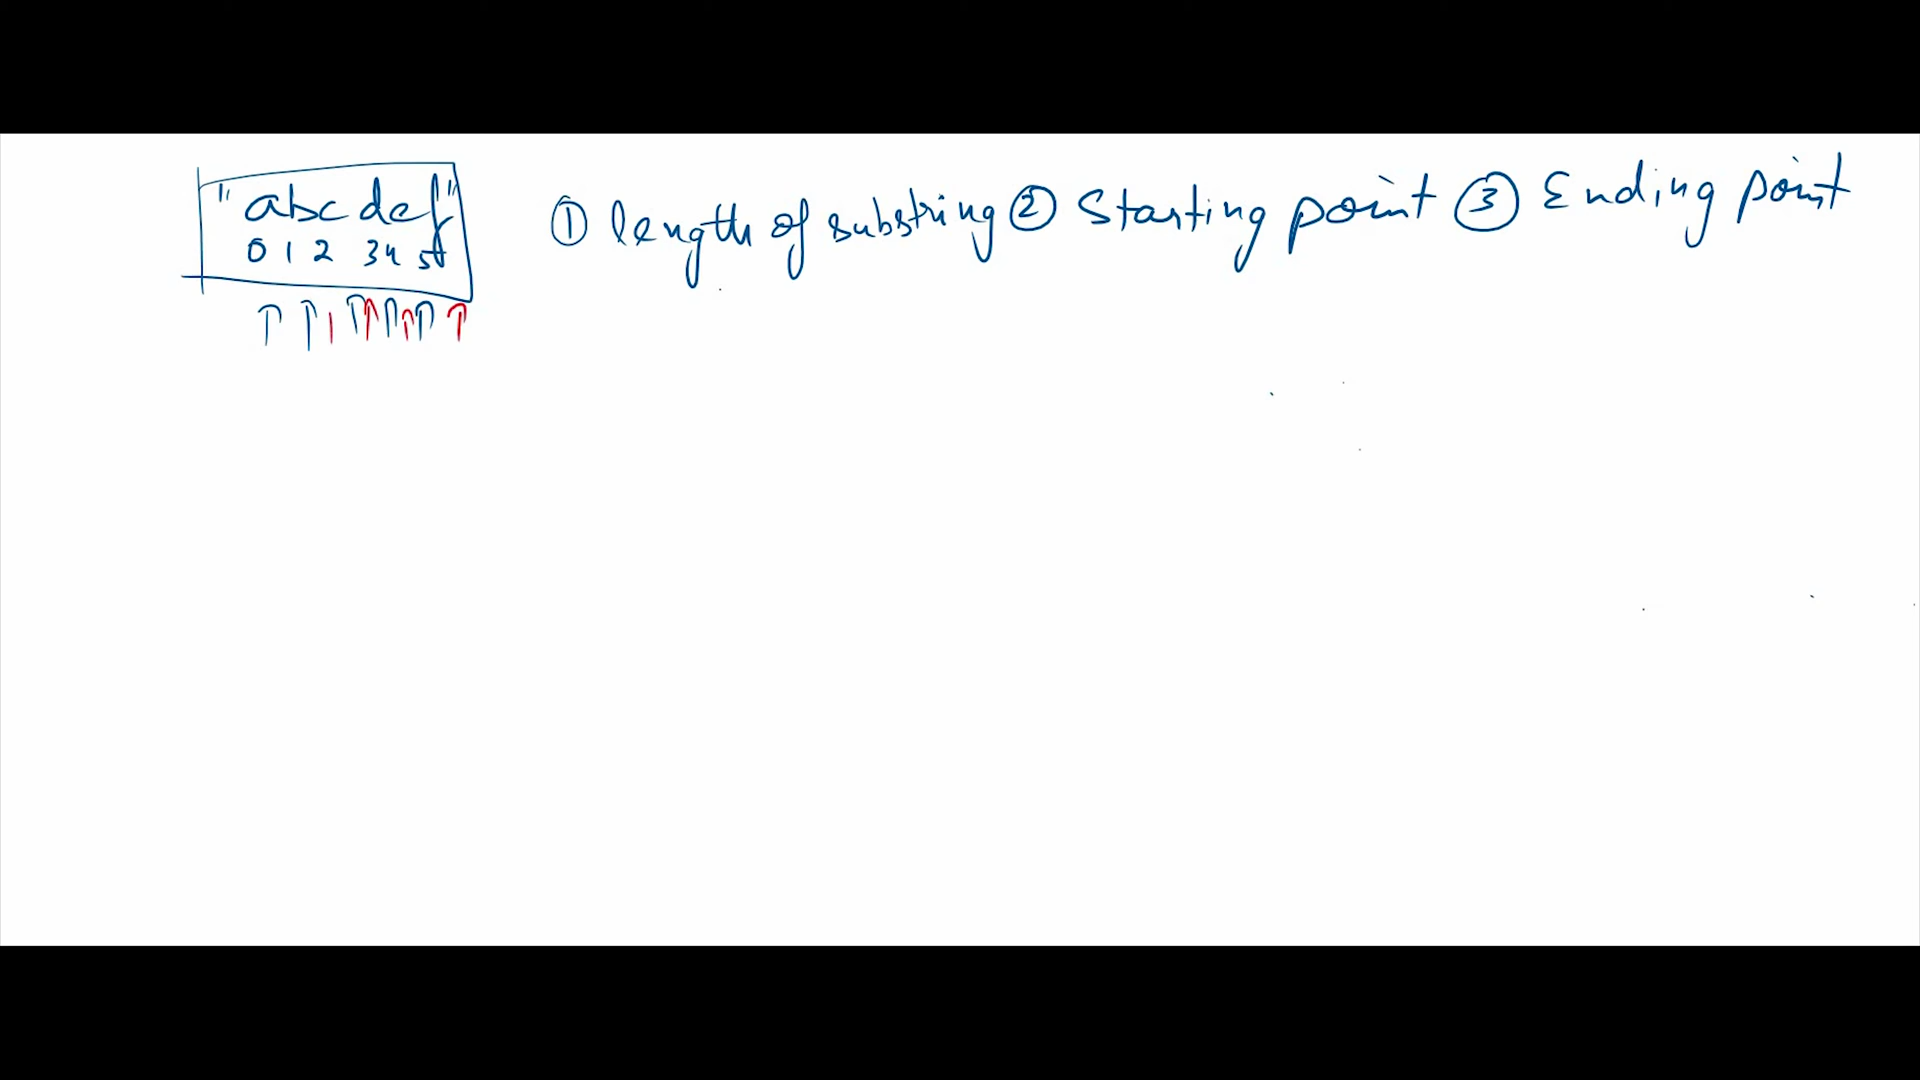 "abcdef" ① length of substring ② Starting point ③ Ending point
0 1 2 3 4 5